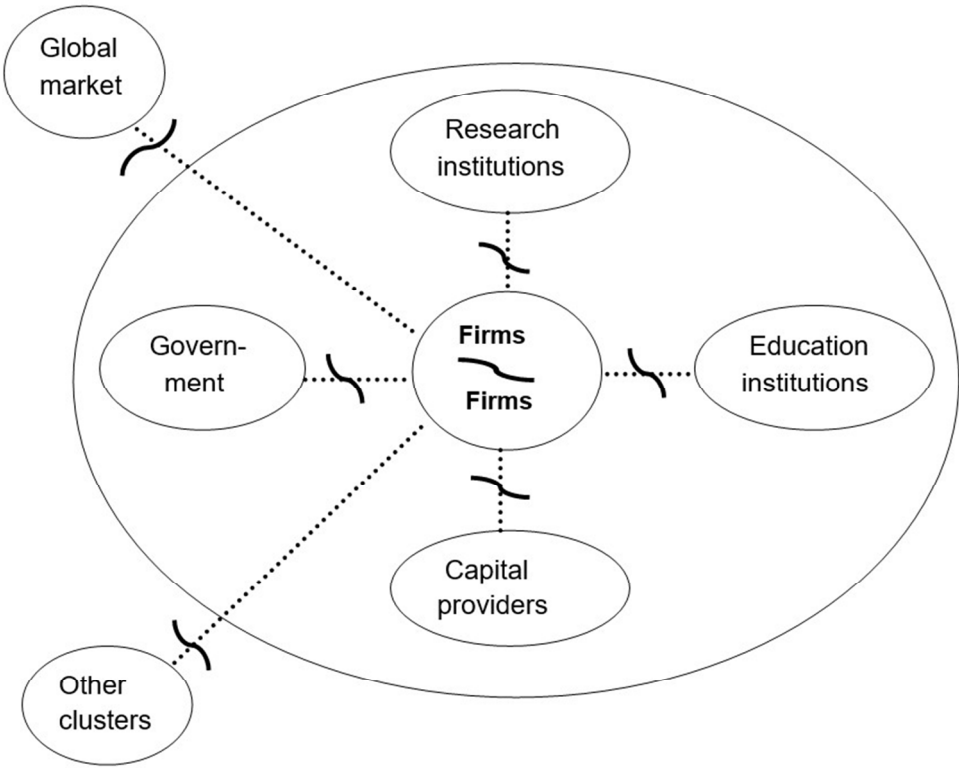 Global
market
Research
institutions
Firms
Firms
Govern-
ment
Education
institutions
Capital
providers
Other
clusters